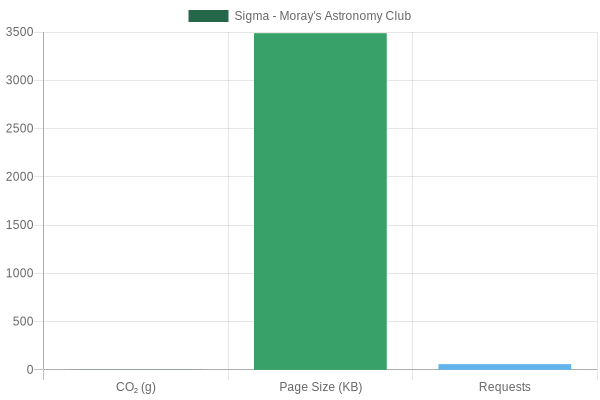 Sigma - Moray's Astronomy Club
3500
3000
2500
2000
1500
1000
500
0
CO₂ (g)
Page Size (KB)
Requests